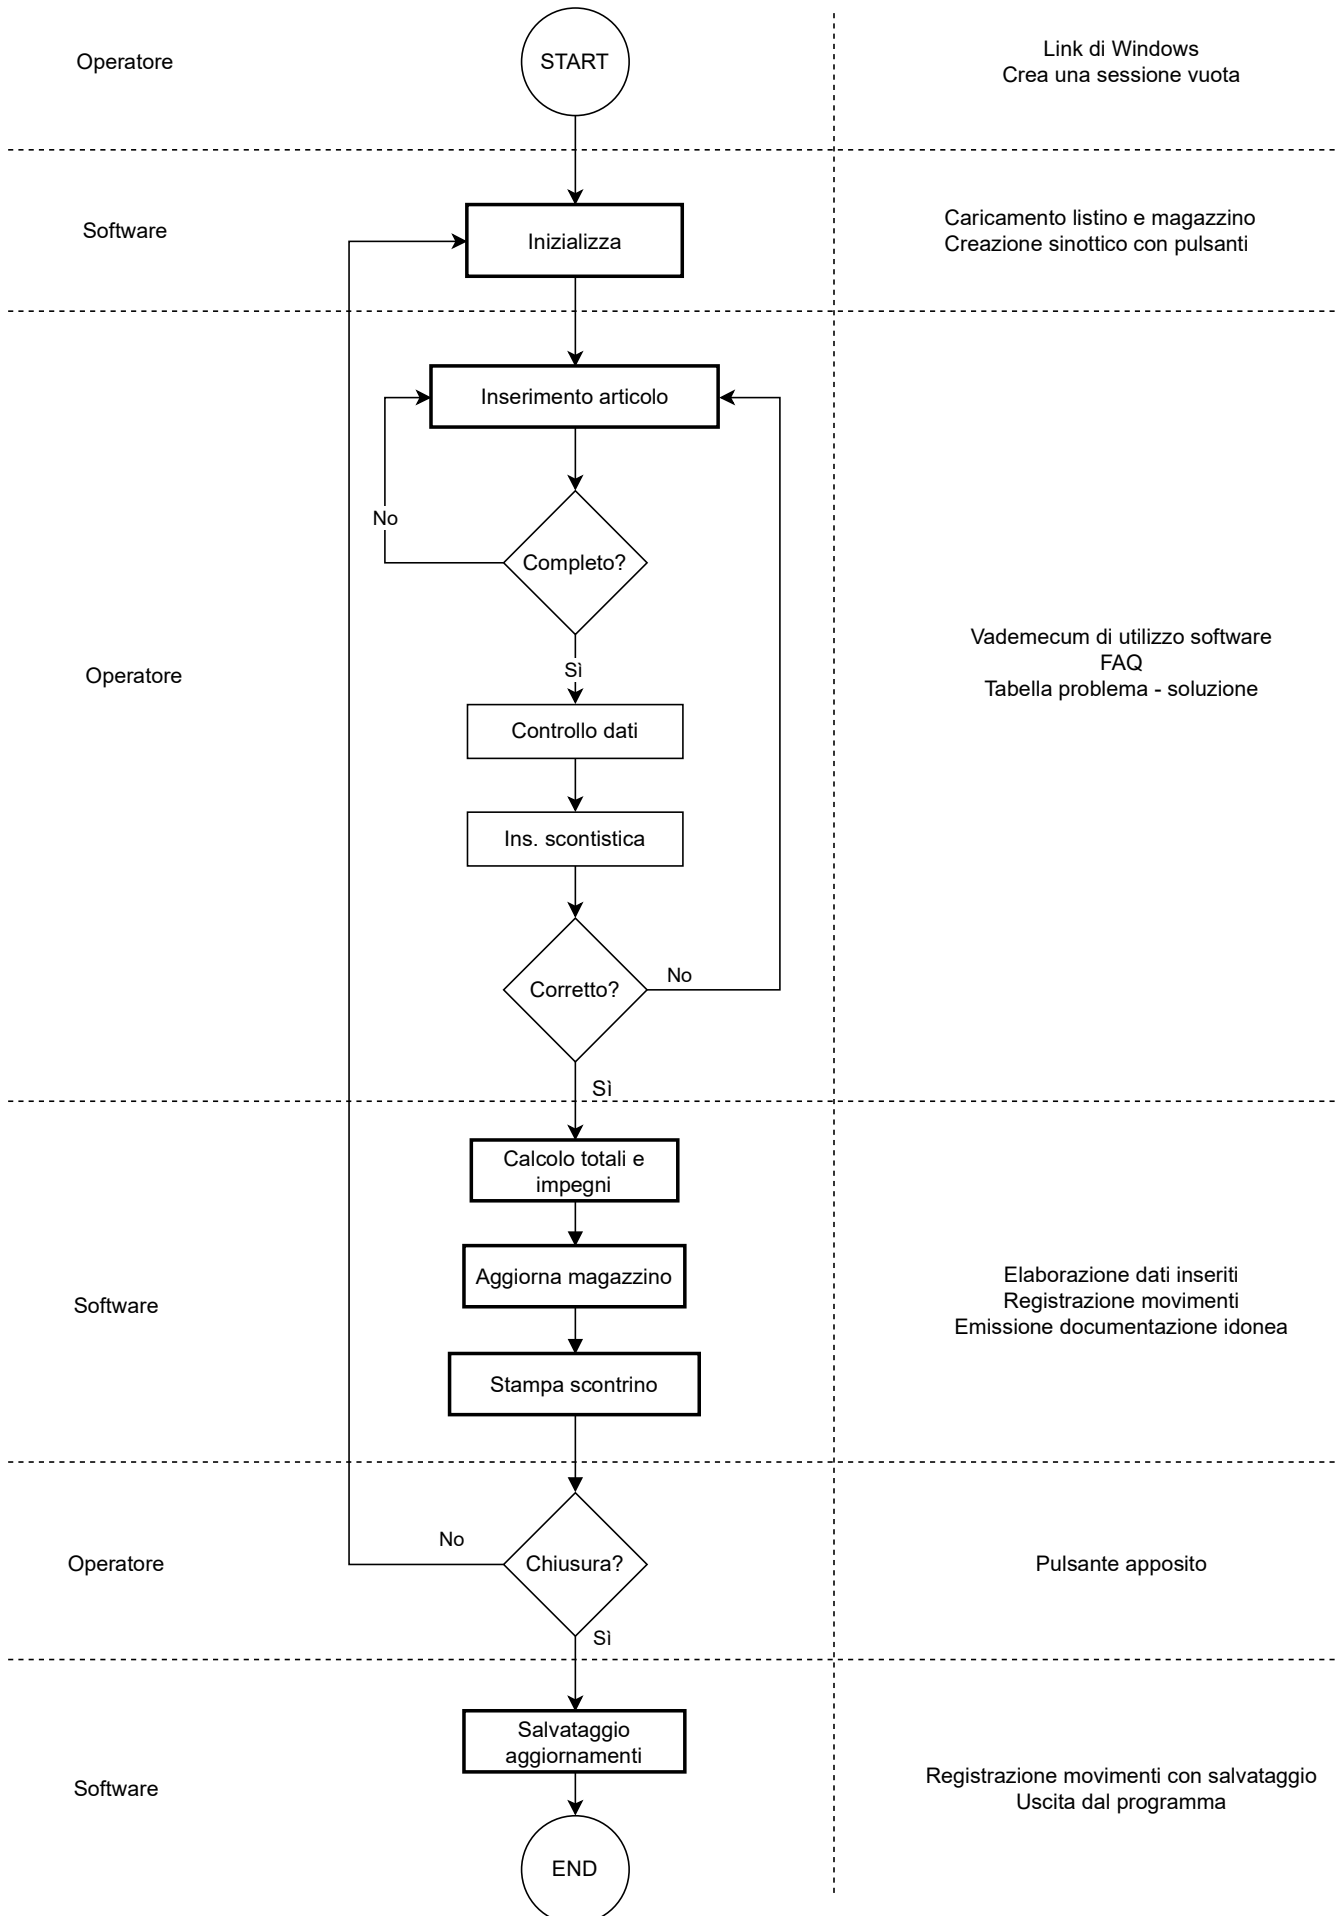 Operatore
START
Link di Windows
Crea una sessione vuota
Software
Inizializza
Caricamento listino e magazzino
Creazione sinottico con pulsanti
Inserimento articolo
No
Completo?
Sì
Operatore
Controllo dati
Ins. scontistica
Vademecum di utilizzo software
FAQ
Tabella problema - soluzione
Corretto?
No
Sì
Calcolo totali e
impegni
Aggiorna magazzino
Stampa scontrino
Software
Elaborazione dati inseriti
Registrazione movimenti
Emissione documentazione idonea
Operatore
No
Chiusura?
Sì
Pulsante apposito
Salvataggio
aggiornamenti
Software
Registrazione movimenti con salvataggio
Uscita dal programma
END